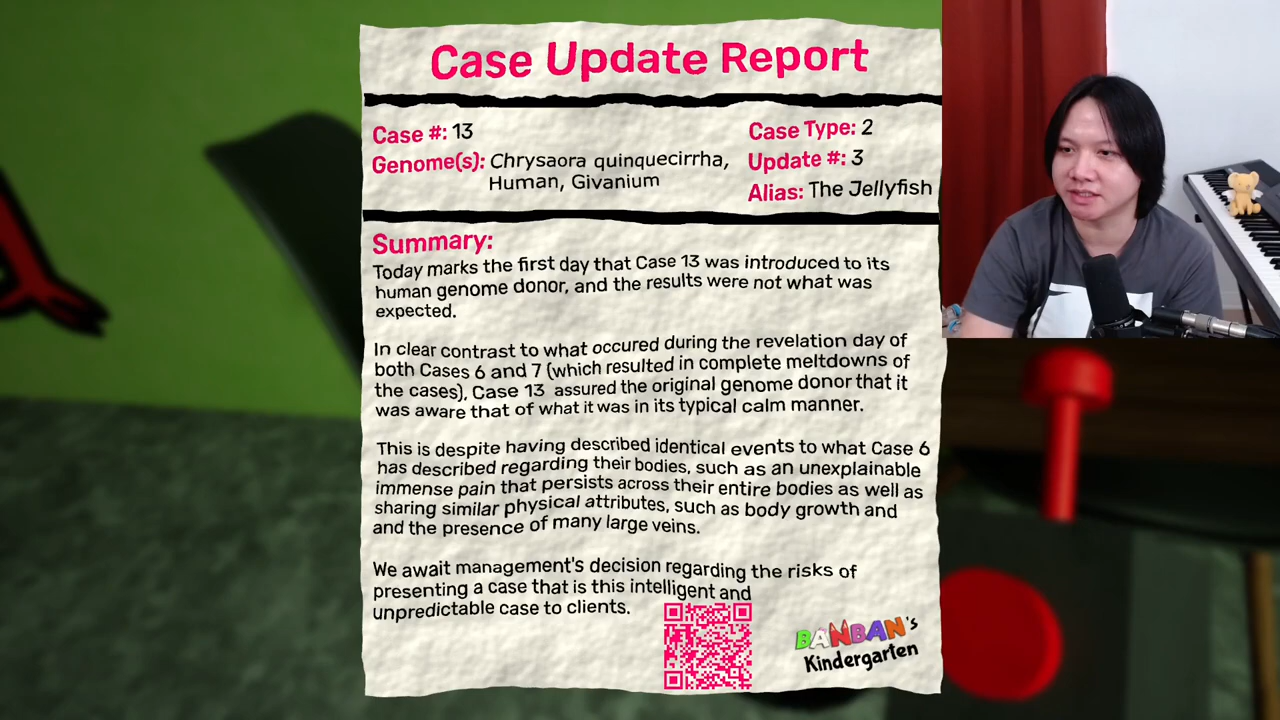 Case Update Report
Case #: 13
Case Type: 2
Genome(s): Chrysaora quinquecirrha,
Human, Givanium
Update #: 3
Alias: The Jellyfish
Summary:
Today marks the first day that Case 13 was introduced to its
human genome donor, and the results were not what was
expected.
In clear contrast to what occured during the revelation day of
both Cases 6 and 7 (which resulted in complete meltdowns of
the cases), Case 13 assured the original genome donor that it
was aware that of what it was in its typical calm manner.
This is despite having described identical events to what Case 6
has described regarding their bodies, such as an unexplainable
immense pain that persists across their entire bodies as well as
sharing similar physical attributes, such as body growth and
and the presence of many large veins.
We await management's decision regarding the risks of
presenting a case that is this intelligent and
unpredictable case to clients.
BANBAN's
Kindergarten